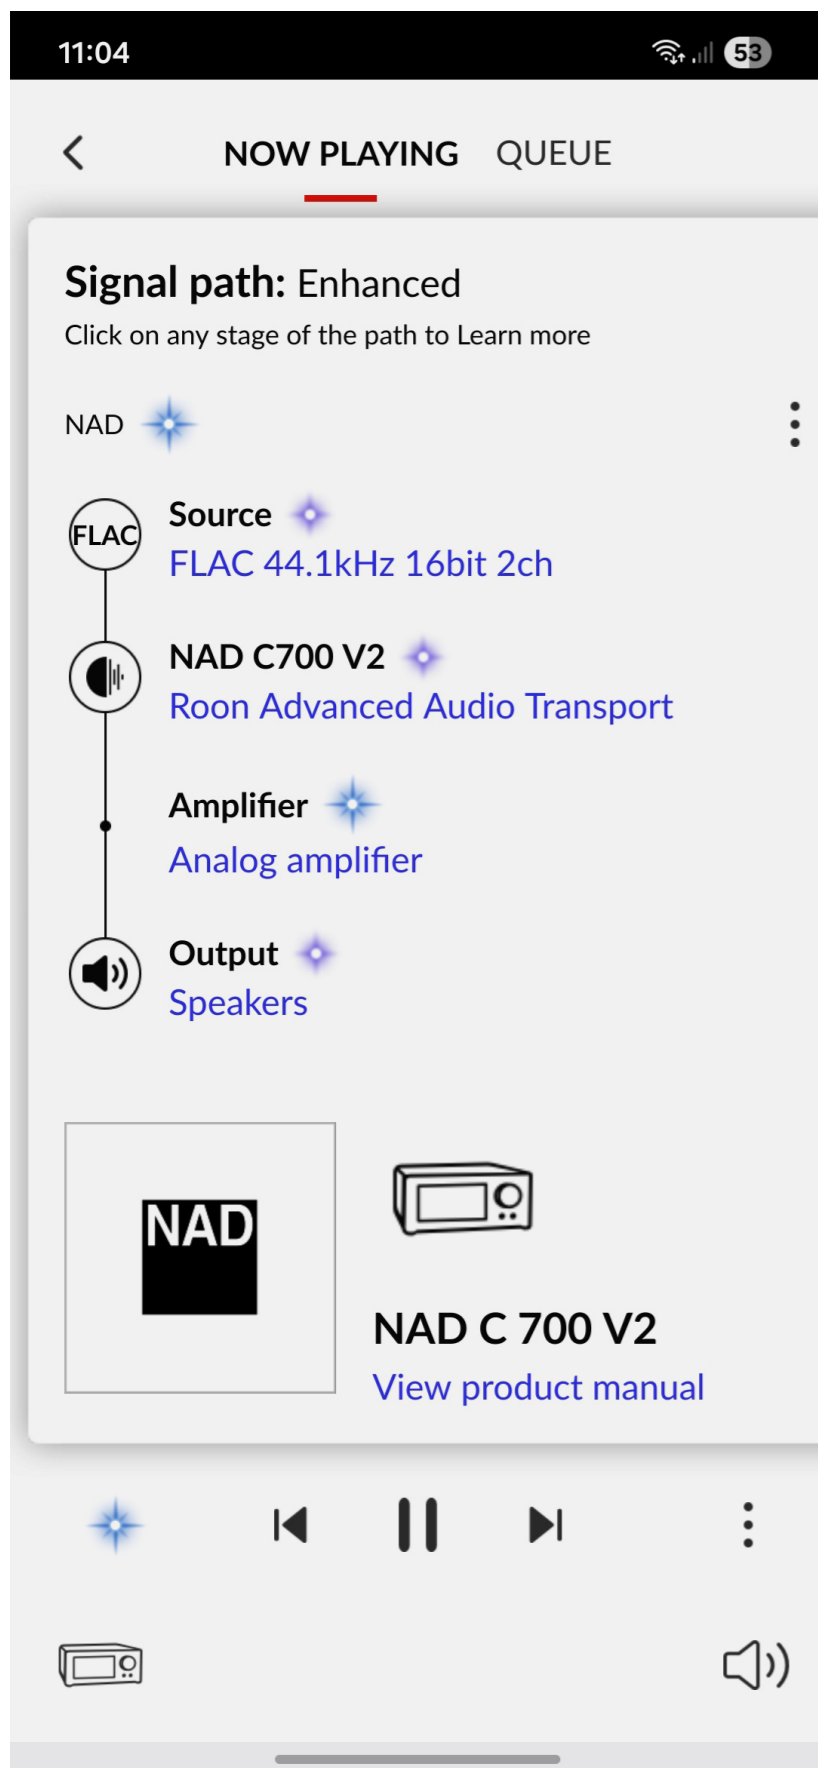 11:04
53
NOW PLAYING QUEUE
Signal path: Enhanced
Click on any stage of the path to Learn more
NAD
Source
FLAC
FLAC 44.1kHz 16bit 2ch
NAD C700 V2
Roon Advanced Audio Transport
Amplifier
Analog amplifier
Output
Speakers
NAD
NAD C 700 V2
View product manual